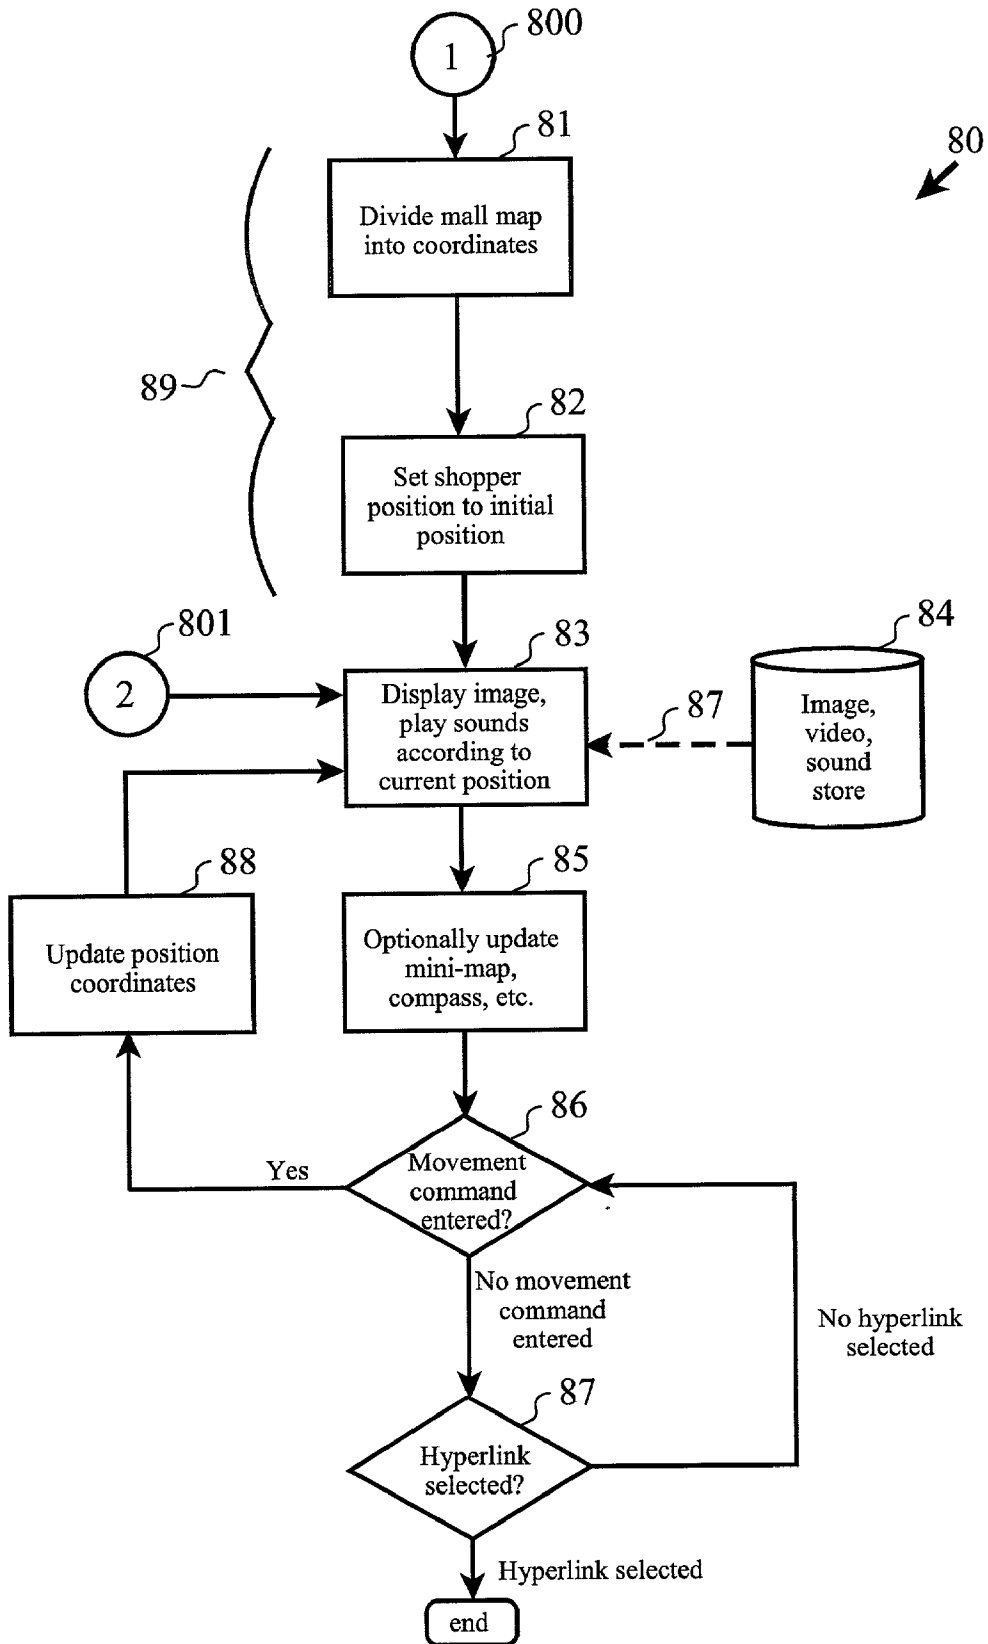 800
1
81
80
Divide mall map
into coordinates
89
82
Set shopper
position to initial
position
801
2
83
Display image,
play sounds
according to
current position
87
84
Image,
video,
sound
store
88
Update position
coordinates
85
Optionally update
mini-map,
compass, etc.
86
Movement
command
entered?
Yes
No movement
command
entered
No hyperlink
selected
87
Hyperlink
selected?
Hyperlink selected
end